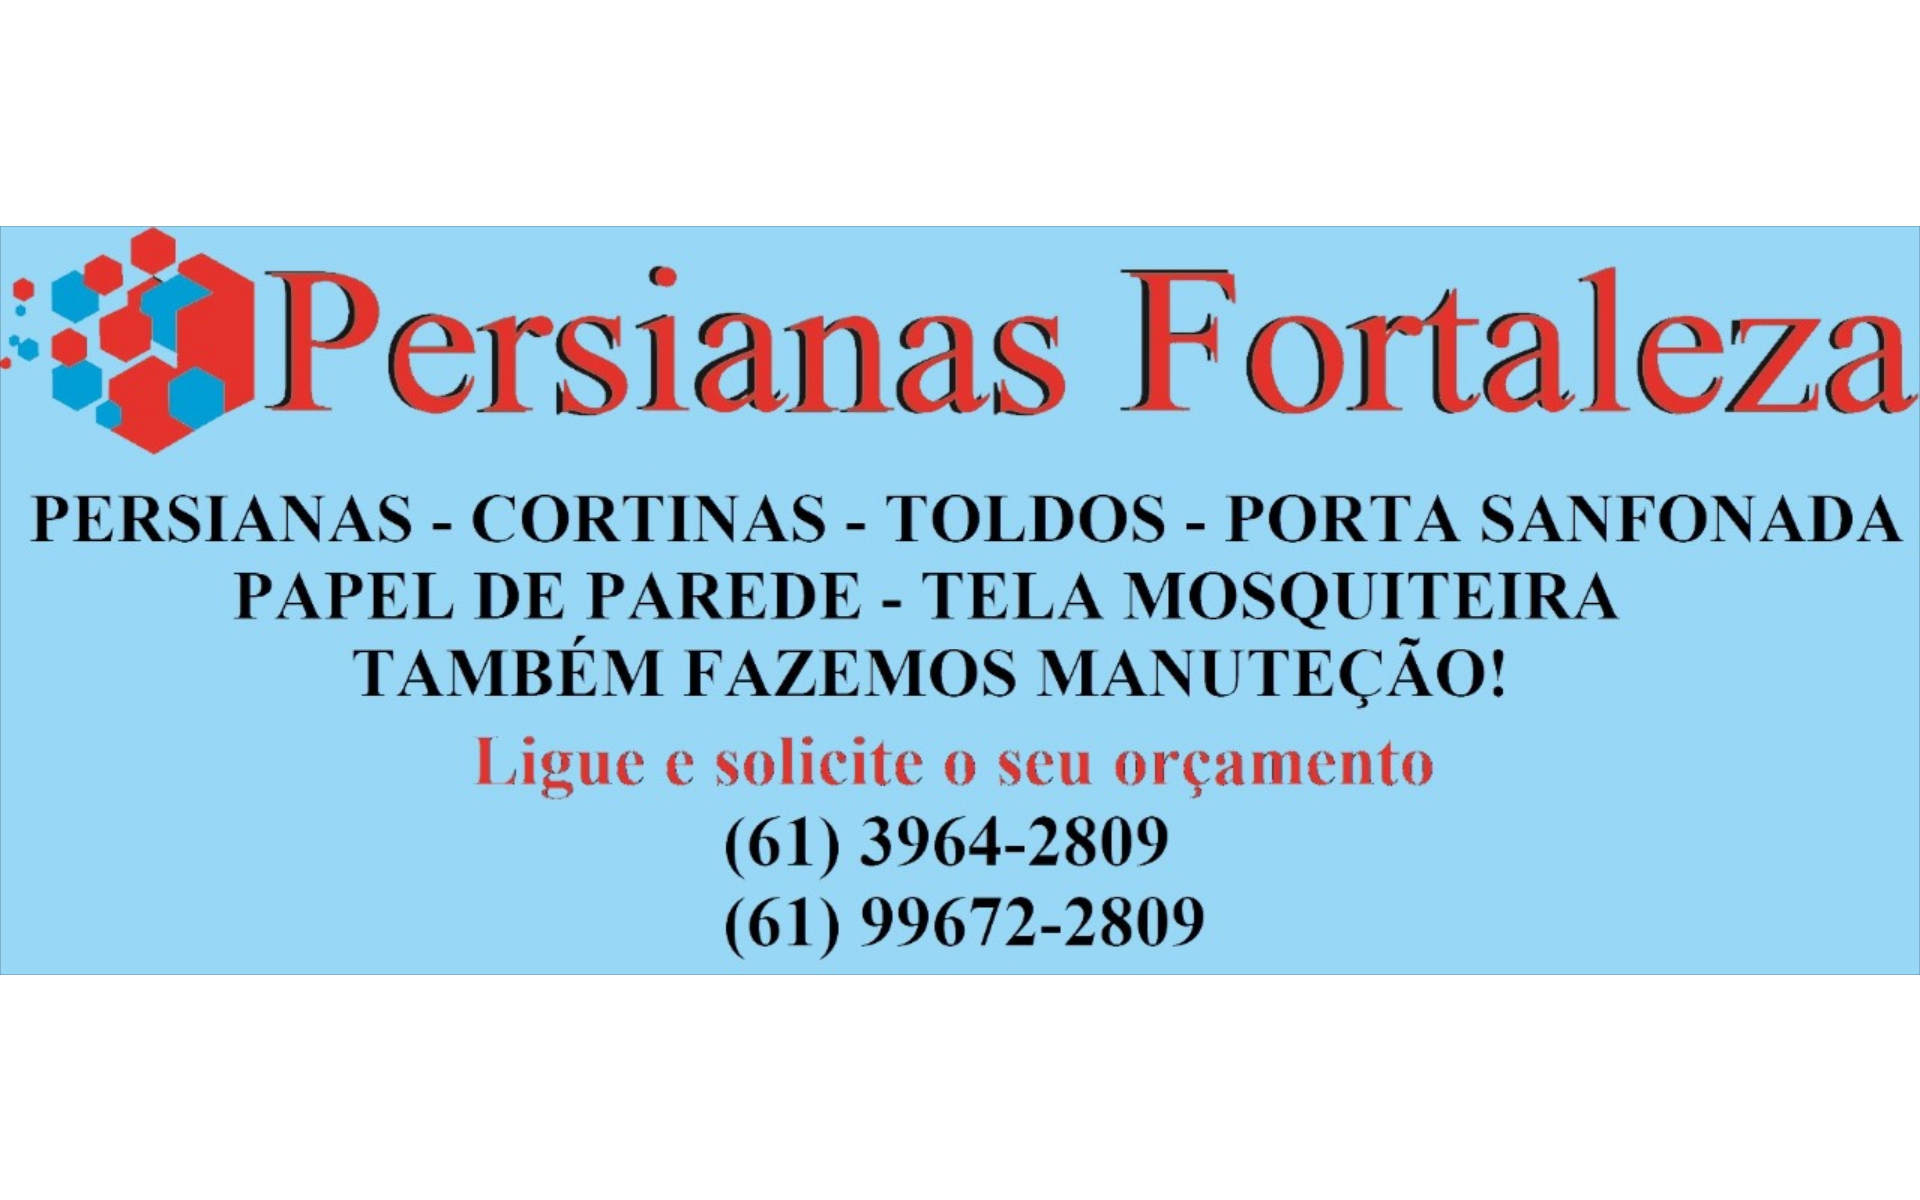 Persianas Fortaleza
PERSIANAS - CORTINAS - TOLDOS - PORTA SANFONADA
PAPEL DE PAREDE - TELA MOSQUITEIRA
TAMBÉM FAZEMOS MANUTEÇÃO!
Ligue e solicite o seu orçamento
(61) 3964-2809
(61) 99672-2809